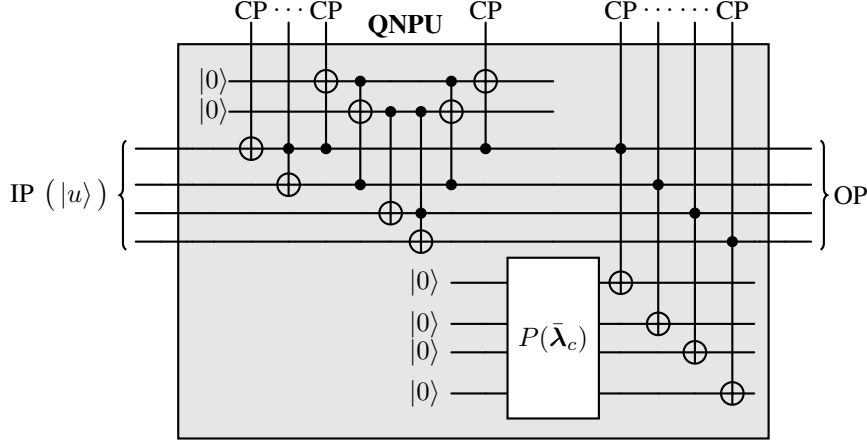 CP ··· CP CP CP ······ CP
QNPU
|0⟩
|0⟩
IP (|u⟩) OP
|0⟩
|0⟩
P(λ̄_c)
|0⟩
|0⟩